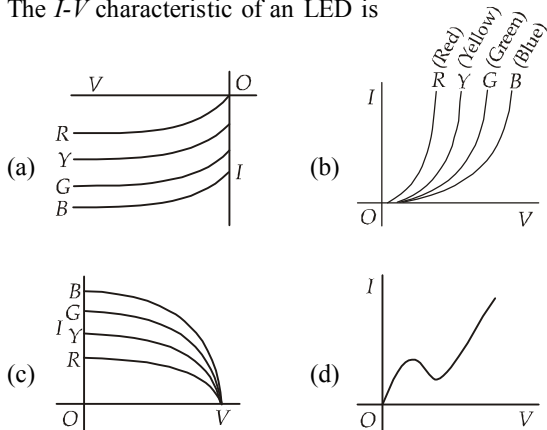 The I-V characteristic of an LED is
(a)
V
O
R
Y
G
B
I
(b)
R (Red)
Y (Yellow)
G (Green)
B (Blue)
I
O
V
(c)
B
G
I Y
R
O
V
(d)
I
O
V